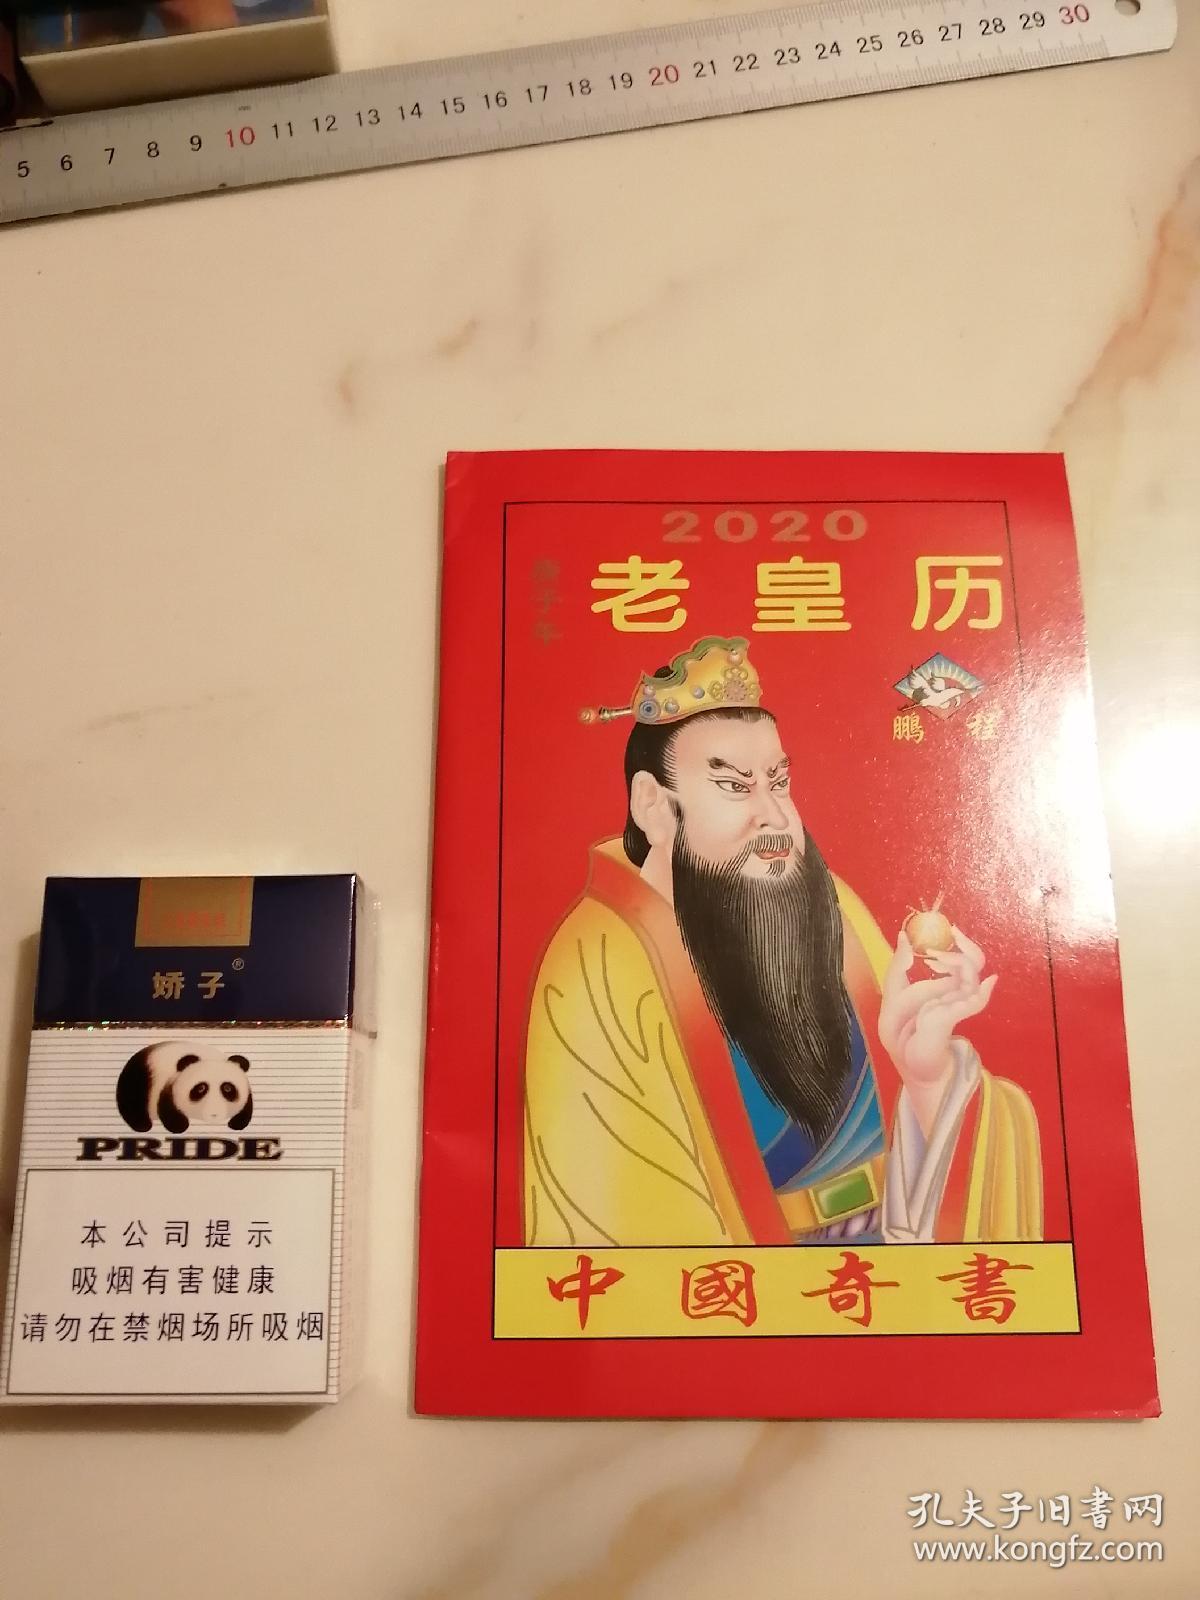 5 6 7 8 9 10 11 12 13 14 15 16 17 18 19 20 21 22 23 24 25 26 27 28 29 30
2020
庚子年
老皇历
鹏程
中國奇書
娇子®
PRIDE
本公司提示
吸烟有害健康
请勿在禁烟场所吸烟
孔夫子旧书网
www.kongfz.com